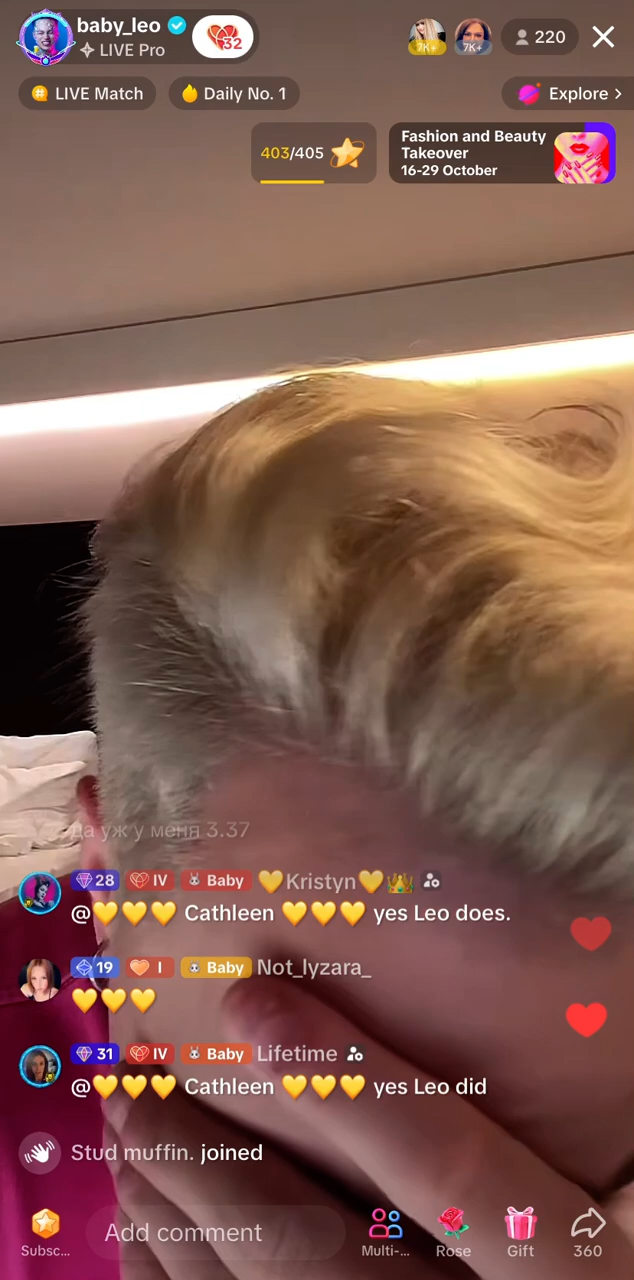 baby_leo
LIVE Pro
32
7K+
7K+
220
LIVE Match
Daily No. 1
Explore >
403/405
Fashion and Beauty
Takeover
16-29 October
да уж у меня 3.37
28 IV Baby 💛Kristyn💛👑
@💛💛💛 Cathleen 💛💛💛 yes Leo does.
19 I Baby Not_lyzara_
💛💛💛
31 IV Baby Lifetime
@💛💛💛 Cathleen 💛💛💛 yes Leo did
Stud muffin. joined
Add comment
Subsc...
Multi-...
Rose
Gift
360